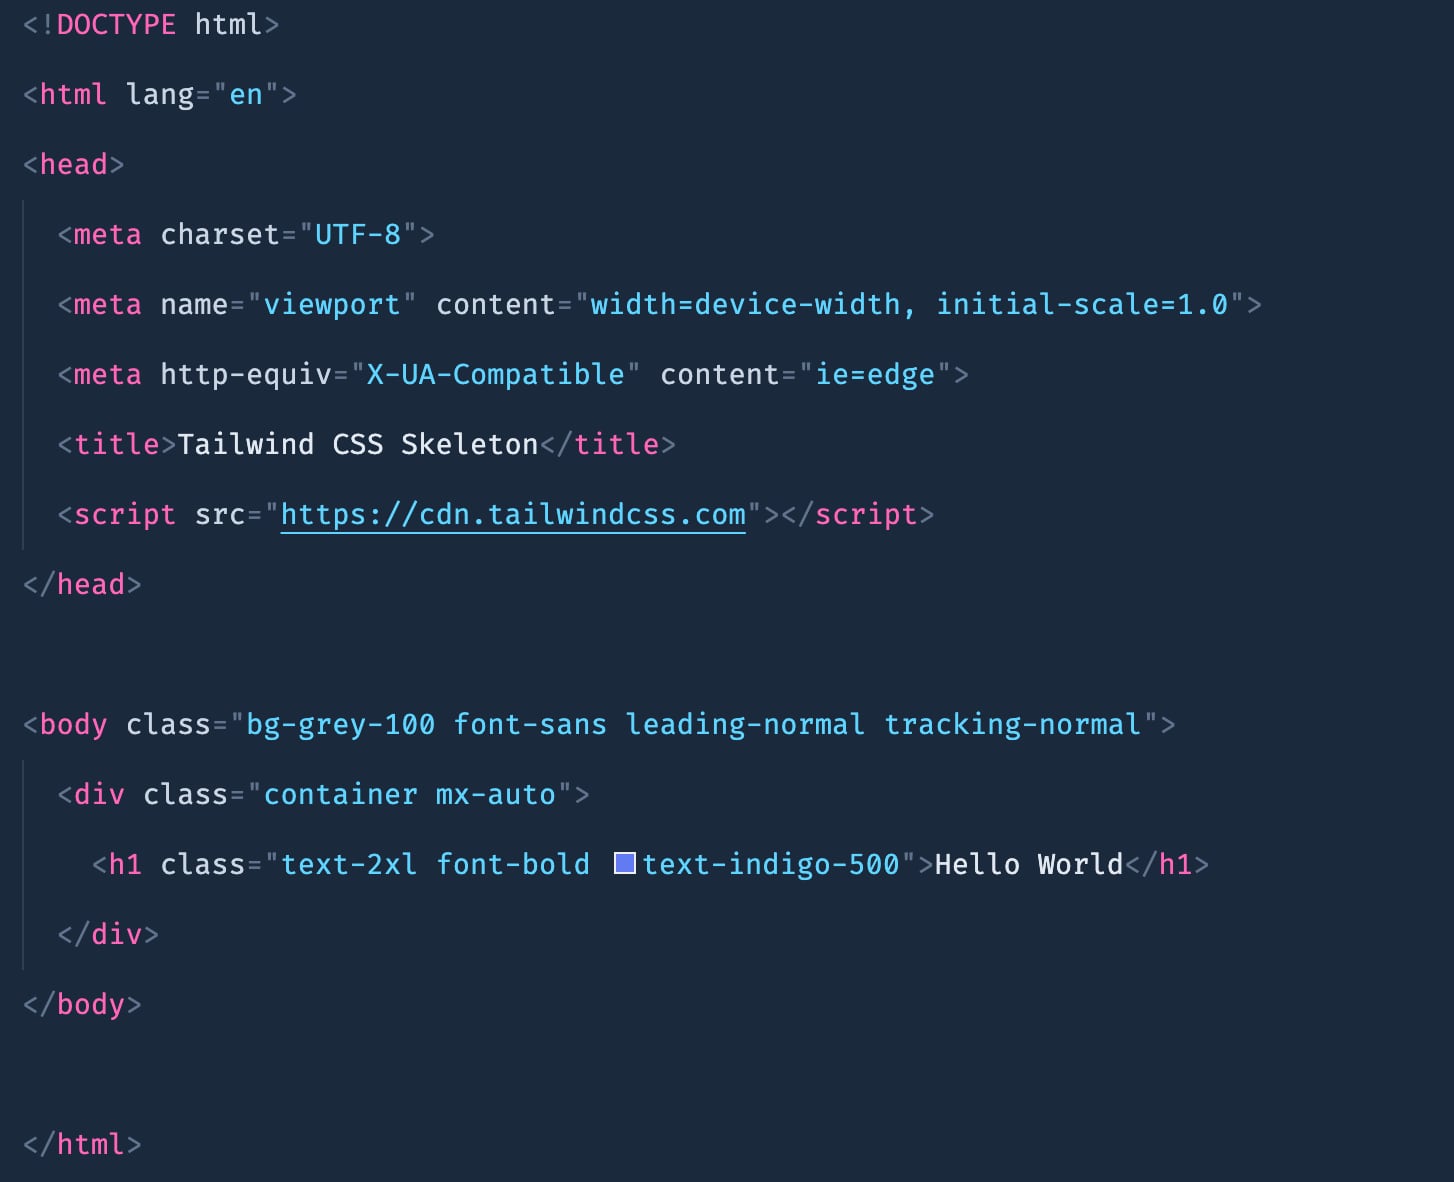 <!DOCTYPE html>
<html lang="en">
<head>
<meta charset="UTF-8">
<meta name="viewport" content="width=device-width, initial-scale=1.0">
<meta http-equiv="X-UA-Compatible" content="ie=edge">
<title>Tailwind CSS Skeleton</title>
<script src="https://cdn.tailwindcss.com"></script>
</head>
<body class="bg-grey-100 font-sans leading-normal tracking-normal">
<div class="container mx-auto">
<h1 class="text-2xl font-bold text-indigo-500">Hello World</h1>
</div>
</body>
</html>